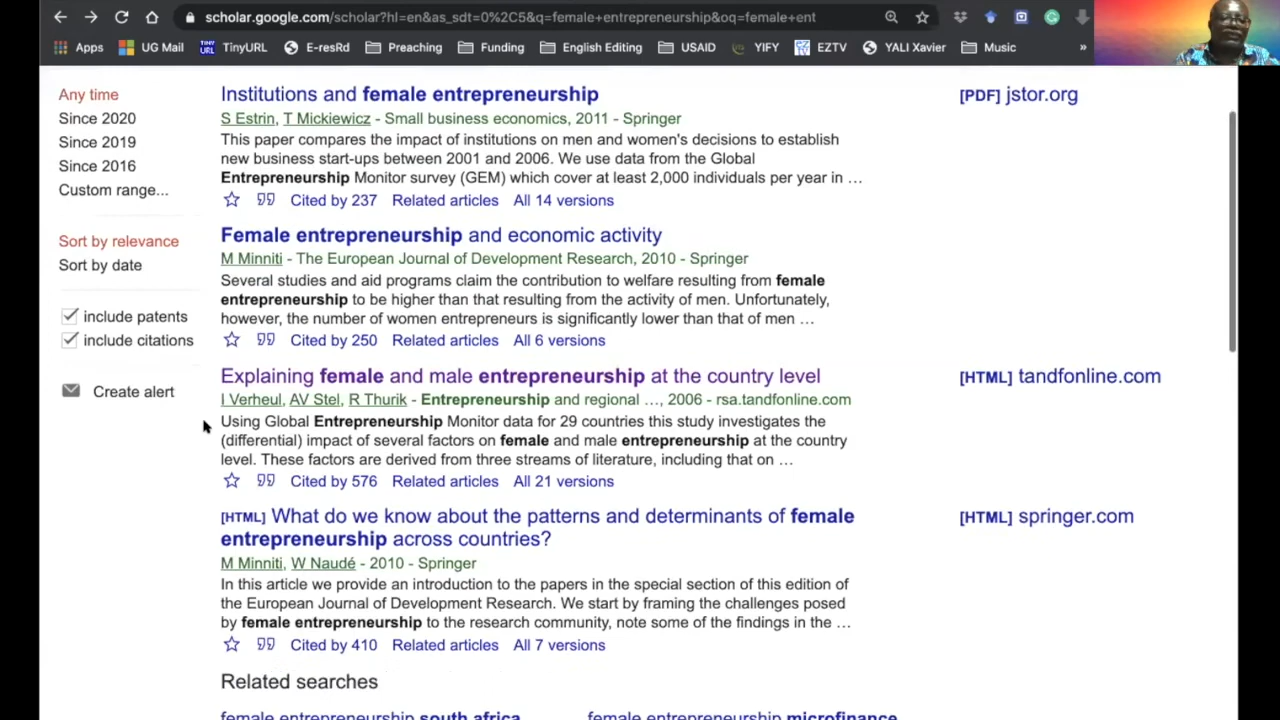 scholar.google.com/scholar?hl=en&as_sdt=0%2C5&q=female+entrepreneurship&oq=female+ent
Apps UG Mail TINY URL TinyURL E-resRd Preaching Funding English Editing USAID YIFY EZTV YALI Xavier Music »
Any time
Since 2020
Since 2019
Since 2016
Custom range...
Sort by relevance
Sort by date
include patents
include citations
Create alert
Institutions and female entrepreneurship
S Estrin, T Mickiewicz - Small business economics, 2011 - Springer
This paper compares the impact of institutions on men and women's decisions to establish
new business start-ups between 2001 and 2006. We use data from the Global
Entrepreneurship Monitor survey (GEM) which cover at least 2,000 individuals per year in …
Cited by 237 Related articles All 14 versions
[PDF] jstor.org
Female entrepreneurship and economic activity
M Minniti - The European Journal of Development Research, 2010 - Springer
Several studies and aid programs claim the contribution to welfare resulting from female
entrepreneurship to be higher than that resulting from the activity of men. Unfortunately,
however, the number of women entrepreneurs is significantly lower than that of men …
Cited by 250 Related articles All 6 versions
Explaining female and male entrepreneurship at the country level
I Verheul, AV Stel, R Thurik - Entrepreneurship and regional …, 2006 - rsa.tandfonline.com
Using Global Entrepreneurship Monitor data for 29 countries this study investigates the
(differential) impact of several factors on female and male entrepreneurship at the country
level. These factors are derived from three streams of literature, including that on …
Cited by 576 Related articles All 21 versions
[HTML] tandfonline.com
[HTML] What do we know about the patterns and determinants of female
entrepreneurship across countries?
M Minniti, W Naudé - 2010 - Springer
In this article we provide an introduction to the papers in the special section of this edition of
the European Journal of Development Research. We start by framing the challenges posed
by female entrepreneurship to the research community, note some of the findings in the …
Cited by 410 Related articles All 7 versions
[HTML] springer.com
Related searches
female entrepreneurship south africa
female entrepreneurship microfinance